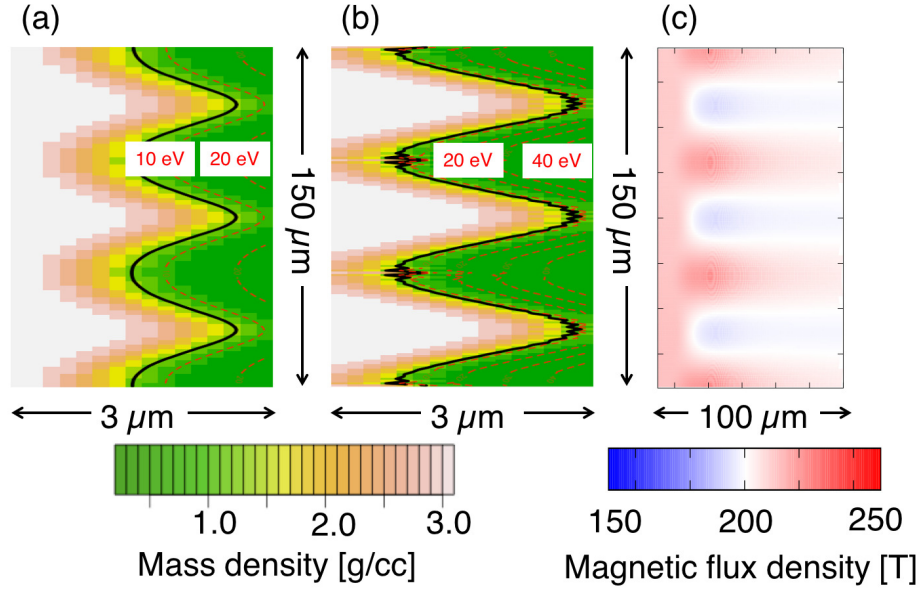 (a)
(b)
(c)
10 eV
20 eV
20 eV
40 eV
150 µm
150 µm
3 µm
3 µm
100 µm
1.0
2.0
3.0
150
200
250
Mass density [g/cc]
Magnetic flux density [T]